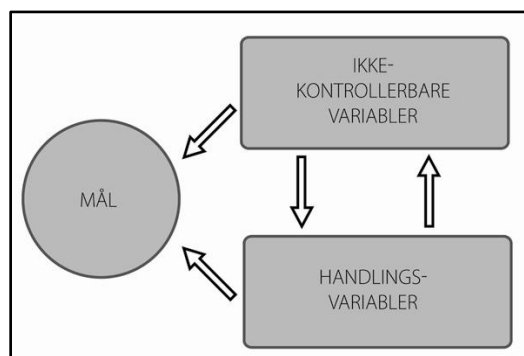 IKKE-
KONTROLLERBARE
VARIABLER
MÅL
HANDLINGS-
VARIABLER